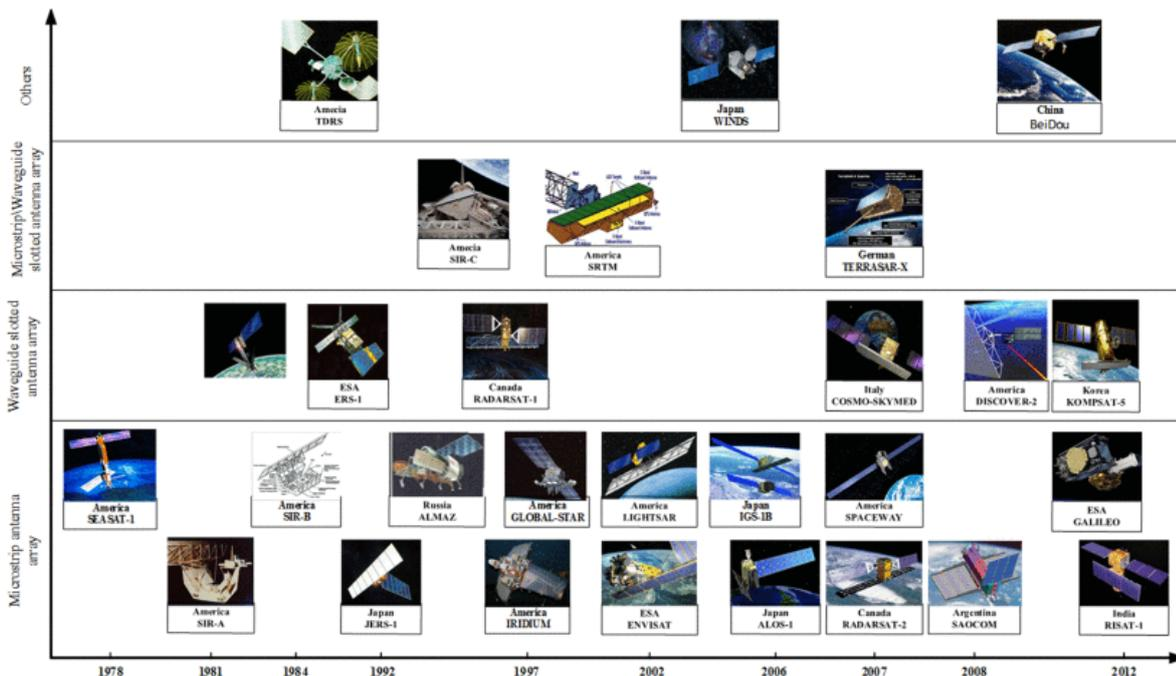 Others
Amecia
TDRS
Japan
WINDS
China
BeiDou
Microstrip\Waveguide
slotted antenna array
Amecia
SIR-C
America
SRTM
German
TERRASAR-X
Waveguide slotted
antenna array
ESA
ERS-1
Canada
RADARSAT-1
Italy
COSMO-SKYMED
America
DISCOVER-2
Korea
KOMPSAT-5
Microstrip antenna
array
America
SEASAT-1
America
SIR-B
Russia
ALMAZ
America
GLOBAL-STAR
America
LIGHTSAR
Japan
IGS-1B
America
SPACEWAY
ESA
GALILEO
America
SIR-A
Japan
JERS-1
America
IRIDIUM
ESA
ENVISAT
Japan
ALOS-1
Canada
RADARSAT-2
Argentina
SAOCOM
India
RISAT-1
1978
1981
1984
1992
1997
2002
2006
2007
2008
2012